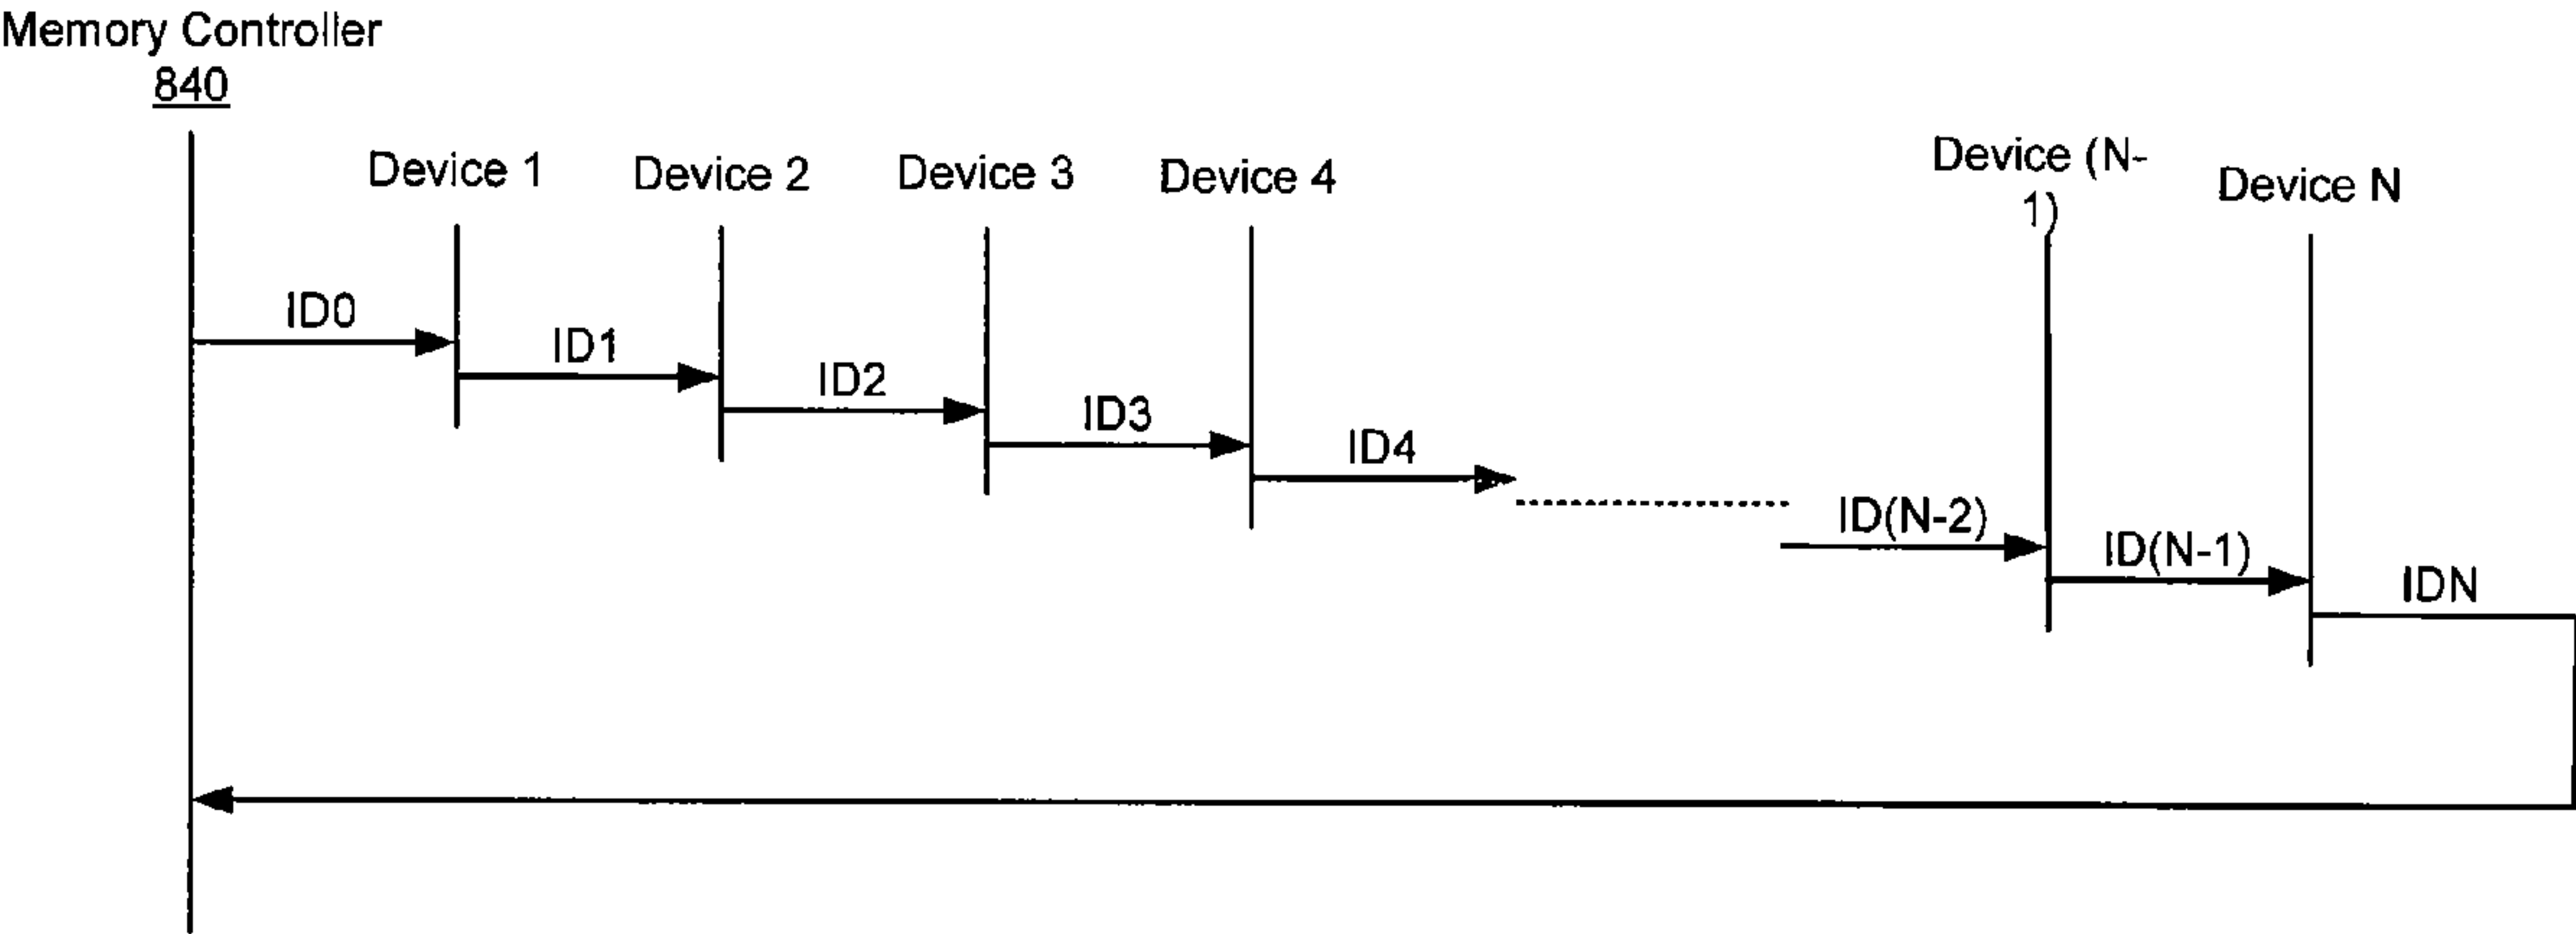 Memory Controller
840
Device 1
Device 2
Device 3
Device 4
Device (N-
1)
Device N
ID0
ID1
ID2
ID3
ID4
ID(N-2)
ID(N-1)
IDN